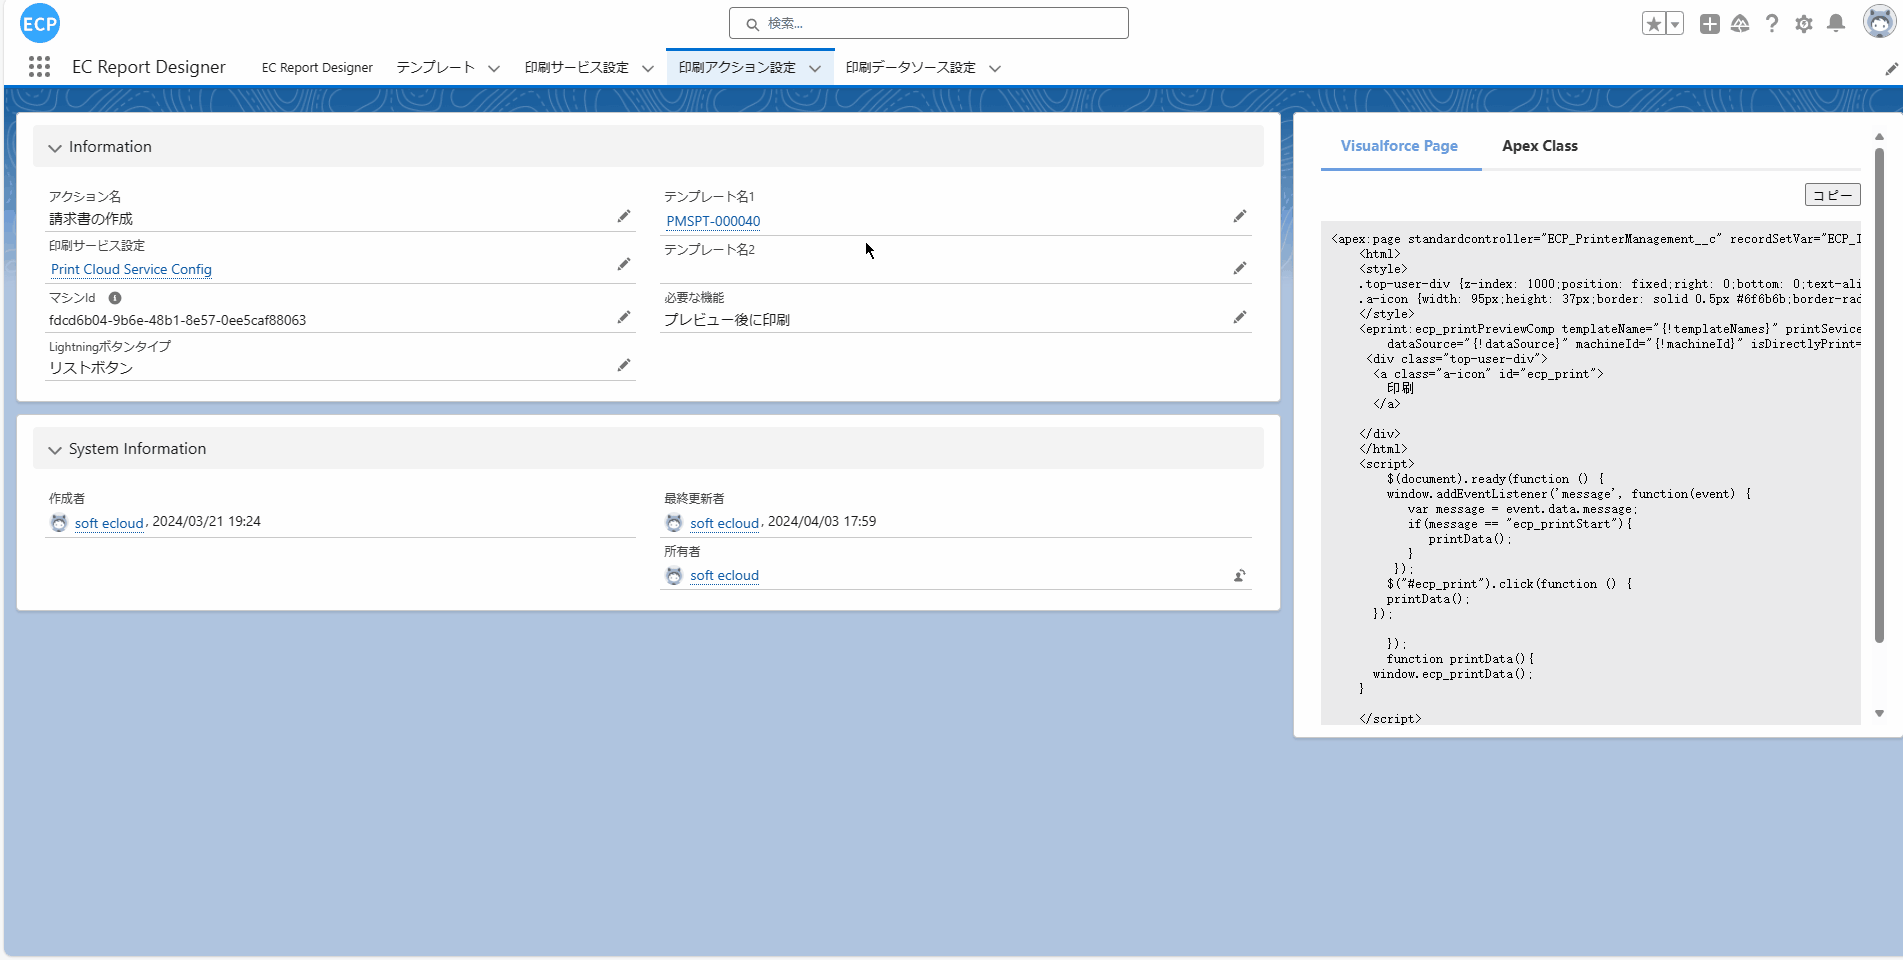 ECP
検索...
EC Report Designer
EC Report Designer
テンプレート
印刷サービス設定
印刷アクション設定
印刷データソース設定
Information
アクション名
請求書の作成
テンプレート名1
PMSPT-000040
印刷サービス設定
Print Cloud Service Config
テンプレート名2
マシンId
fdcd6b04-9b6e-48b1-8e57-0ee5caf88063
必要な機能
プレビュー後に印刷
Lightningボタンタイプ
リストボタン
System Information
作成者
soft ecloud, 2024/03/21 19:24
最終更新者
soft ecloud, 2024/04/03 17:59
所有者
soft ecloud
Visualforce Page
Apex Class
コピー
<apex:page standardcontroller="ECP_PrinterManagement__c" recordSetVar="ECP_
<html>
<style>
.top-user-div {z-index: 1000;position: fixed;right: 0;bottom: 0;text-ali
.a-icon {width: 95px;height: 37px;border: solid 0.5px #6f6b6b;border-rad
</style>
<eprint:ecp_printPreviewComp templateName="{!templateNames}" printSevice
dataSource="{!dataSource}" machineId="{!machineId}" isDirectlyPrint=
<div class="top-user-div">
<a class="a-icon" id="ecp_print">
印刷
</a>
</div>
</html>
<script>
$(document).ready(function () {
window.addEventListener('message', function(event) {
var message = event.data.message;
if(message == "ecp_printStart"){
printData();
}
});
$("#ecp_print").click(function () {
printData();
});
});
function printData(){
window.ecp_printData();
}
</script>